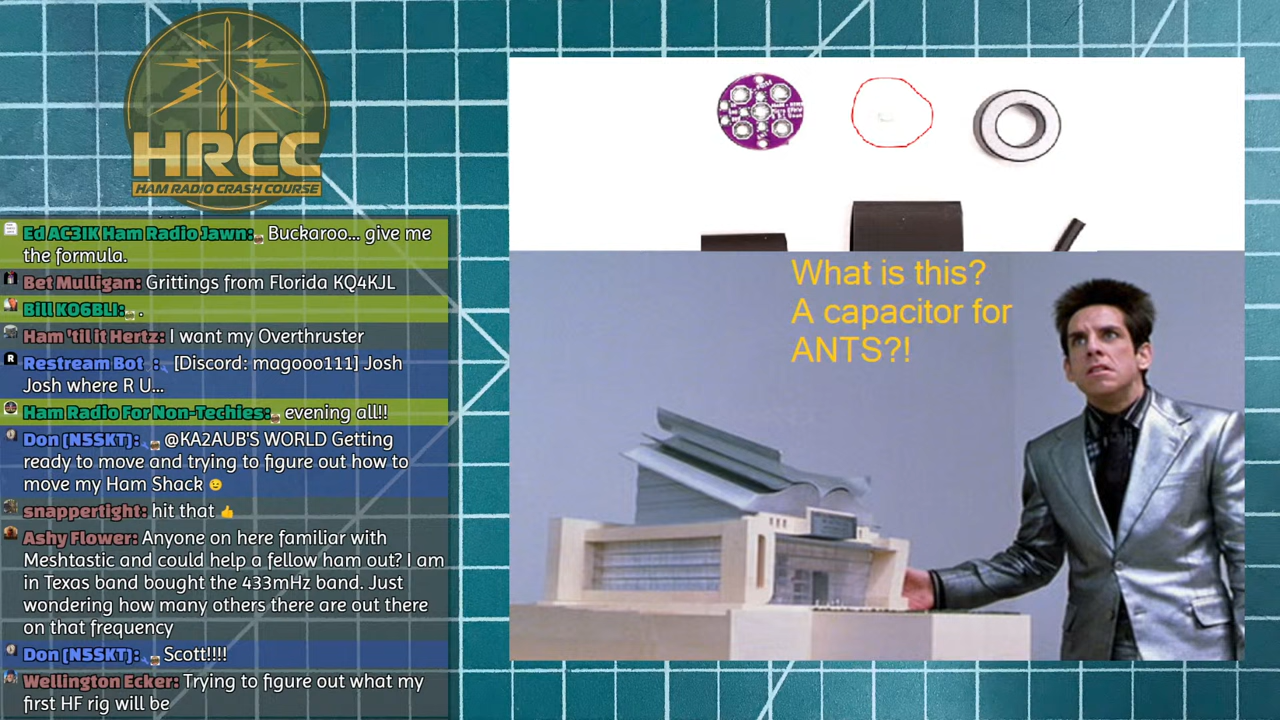 HRCC
HAM RADIO CRASH COURSE
Ed AC3IK Ham Radio Jawn: Buckaroo... give me
the formula.
Bet Mulligan: Grittings from Florida KQ4KJL
Bill KO6BLI: .
Ham 'til it Hertz: I want my Overthruster
R
Restream Bot : [Discord: magooo111] Josh
Josh where R U...
Ham Radio For Non-Techies: evening all!!
Don (N5SKT): @KA2AUB'S WORLD Getting
ready to move and trying to figure out how to
move my Ham Shack 😉
snappertight: hit that 👍
Ashy Flower: Anyone on here familiar with
Meshtastic and could help a fellow ham out? I am
in Texas band bought the 433mHz band. Just
wondering how many others there are out there
on that frequency
Don (N5SKT): Scott!!!!
Wellington Ecker: Trying to figure out what my
first HF rig will be
What is this?
A capacitor for
ANTS?!